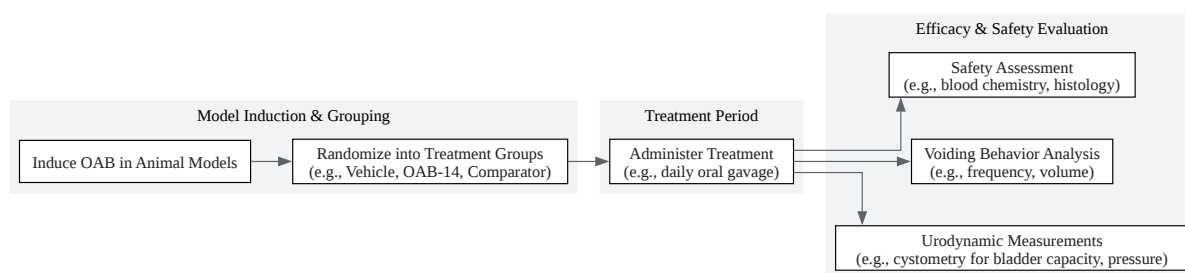 Model Induction & Grouping
Induce OAB in Animal Models
Randomize into Treatment Groups
(e.g., Vehicle, OAB-14, Comparator)
Treatment Period
Administer Treatment
(e.g., daily oral gavage)
Efficacy & Safety Evaluation
Safety Assessment
(e.g., blood chemistry, histology)
Voiding Behavior Analysis
(e.g., frequency, volume)
Urodynamic Measurements
(e.g., cystometry for bladder capacity, pressure)